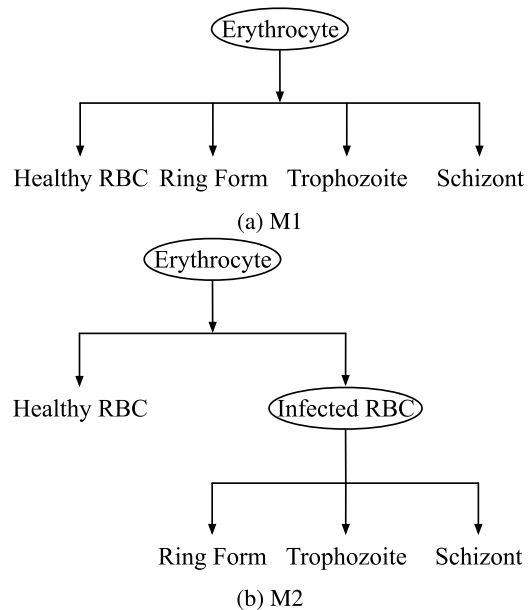 Erythrocyte
Healthy RBC Ring Form Trophozoite Schizont
(a) M1
Erythrocyte
Healthy RBC Infected RBC
Ring Form Trophozoite Schizont
(b) M2